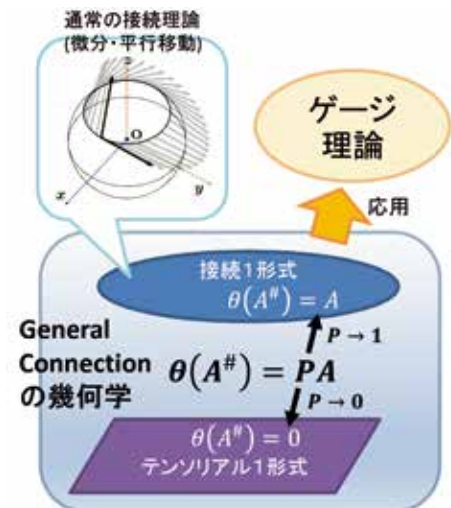 通常の接続理論
(微分・平行移動)
z
O
x
y
ゲージ
理論
応用
接続1形式
θ(A^#) = A
General
Connection
の幾何学
P → 1
θ(A^#) = PA
P → 0
θ(A^#) = 0
テンソリアル1形式